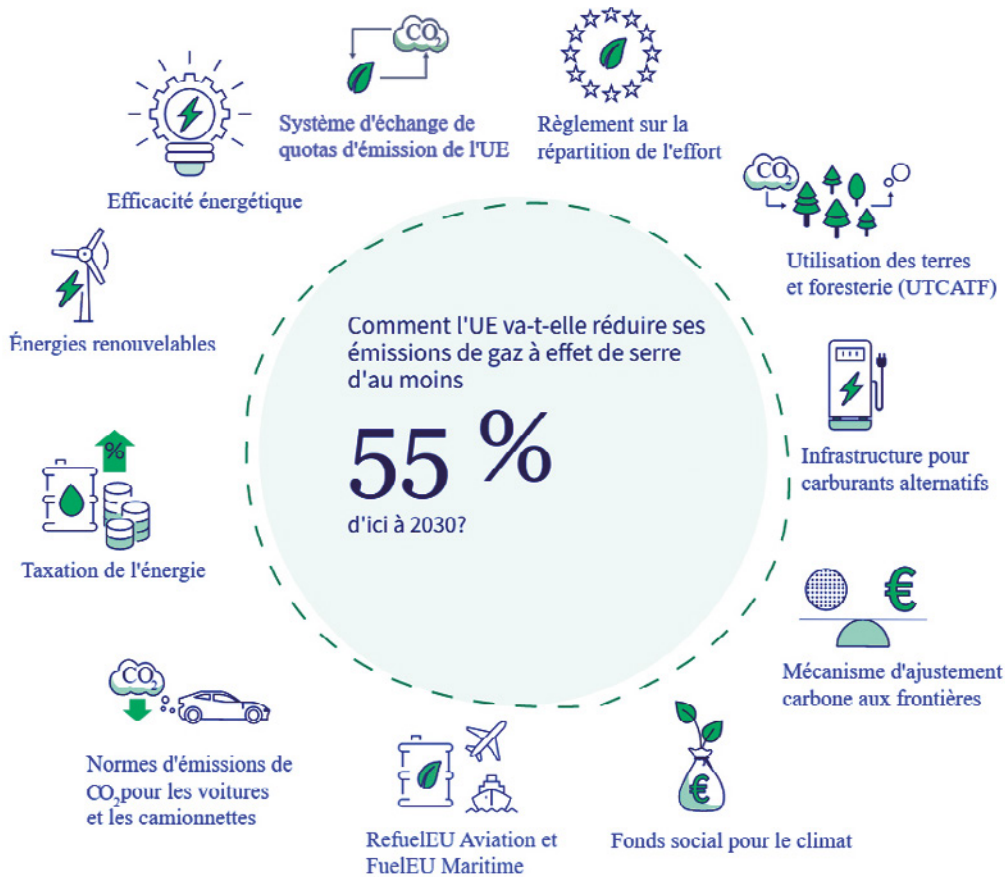 CO₂
Système d'échange de
quotas d'émission de l'UE
Règlement sur la
répartition de l'effort
CO₂
Utilisation des terres
et foresterie (UTCATF)
Infrastructure pour
carburants alternatifs
€
Mécanisme d'ajustement
carbone aux frontières
€
Fonds social pour le climat
RefuelEU Aviation et
FuelEU Maritime
CO₂
Normes d'émissions de
CO₂pour les voitures
et les camionnettes
%
Taxation de l'énergie
Énergies renouvelables
Efficacité énergétique
Comment l'UE va-t-elle réduire ses
émissions de gaz à effet de serre
d'au moins
55 %
d'ici à 2030?